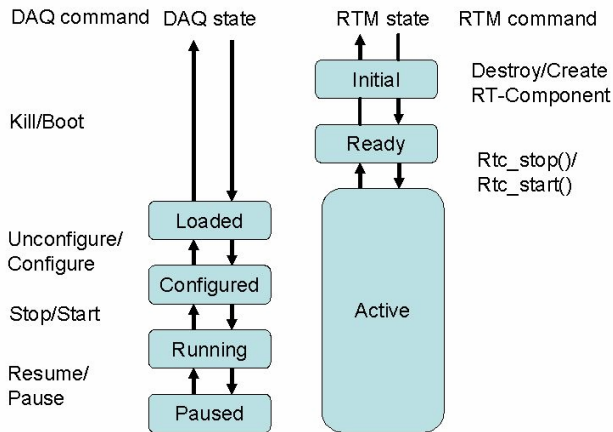 DAQ command
DAQ state
RTM state
RTM command
Initial
Destroy/Create
RT-Component
Kill/Boot
Ready
Rtc_stop()/
Rtc_start()
Loaded
Unconfigure/
Configure
Configured
Active
Stop/Start
Running
Resume/
Pause
Paused